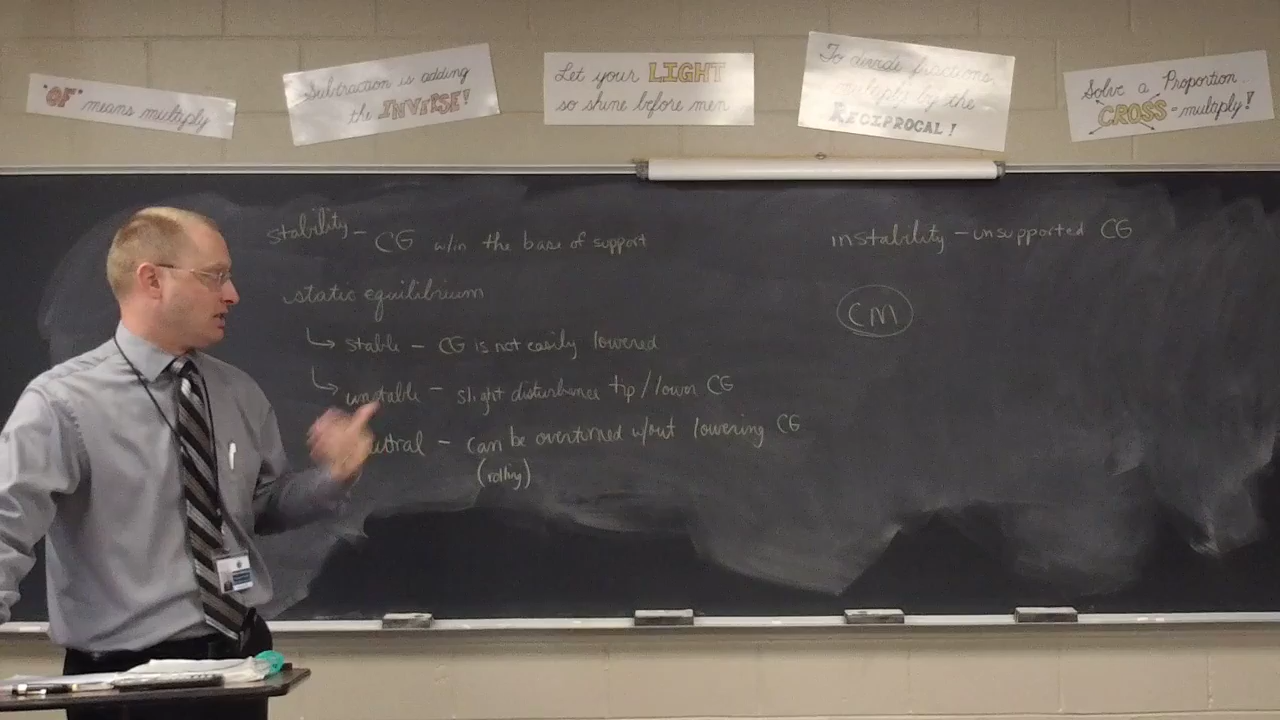 "OF" means multiply
Subtraction is adding
the INVERSE!
Let your LIGHT
so shine before men
To divide fractions,
multiply by the
RECIPROCAL!
Solve a Proportion...
CROSS-multiply!
stability - CG w/in the base of support
instability - unsupported CG
static equilibrium
CM
stable - CG is not easily lowered
unstable - slight disturbance tip/lower CG
utral - can be overturned w/out lowering CG
(rolling)